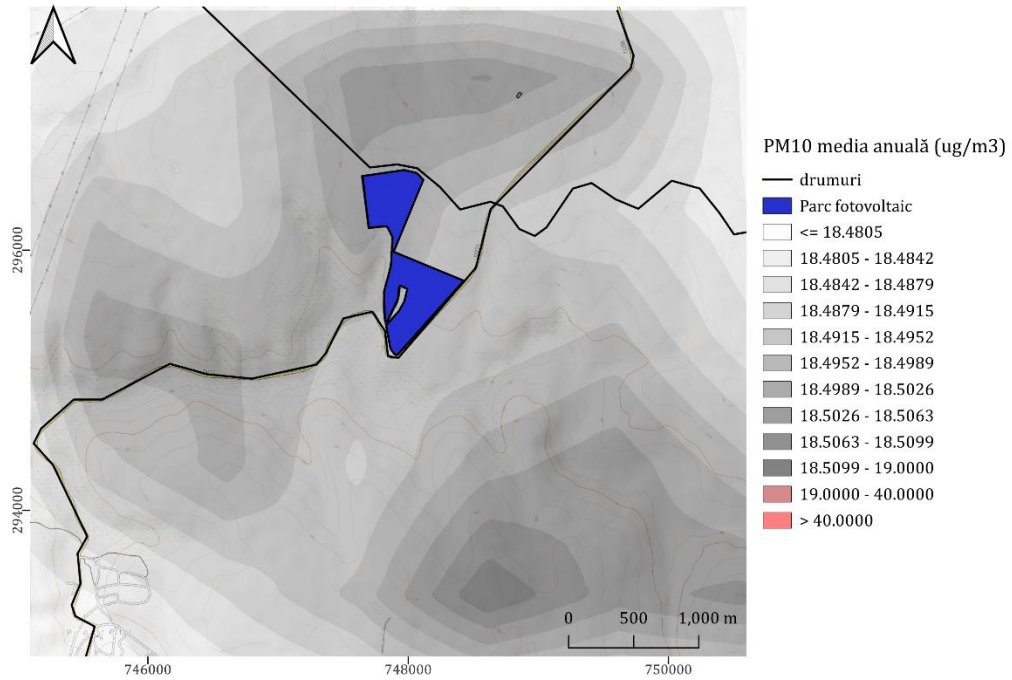 PM10 media anuală (ug/m3)
drumuri
Parc fotovoltaic
<= 18.4805
18.4805 - 18.4842
18.4842 - 18.4879
18.4879 - 18.4915
18.4915 - 18.4952
18.4952 - 18.4989
18.4989 - 18.5026
18.5026 - 18.5063
18.5063 - 18.5099
18.5099 - 19.0000
19.0000 - 40.0000
> 40.0000
296000
294000
0 500 1,000 m
746000 748000 750000